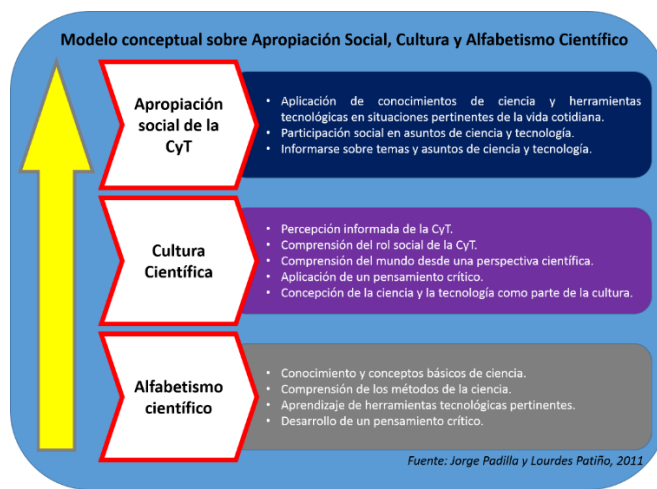 Modelo conceptual sobre Apropiación Social, Cultura y Alfabetismo Científico
Apropiación
social de la
CyT
• Aplicación de conocimientos de ciencia y herramientas
tecnológicas en situaciones pertinentes de la vida cotidiana.
• Participación social en asuntos de ciencia y tecnología.
• Informarse sobre temas y asuntos de ciencia y tecnología.
Cultura
Científica
• Percepción informada de la CyT.
• Comprensión del rol social de la CyT.
• Comprensión del mundo desde una perspectiva científica.
• Aplicación de un pensamiento crítico.
• Concepción de la ciencia y la tecnología como parte de la cultura.
Alfabetismo
científico
• Conocimiento y conceptos básicos de ciencia.
• Comprensión de los métodos de la ciencia.
• Aprendizaje de herramientas tecnológicas pertinentes.
• Desarrollo de un pensamiento crítico.
Fuente: Jorge Padilla y Lourdes Patiño, 2011